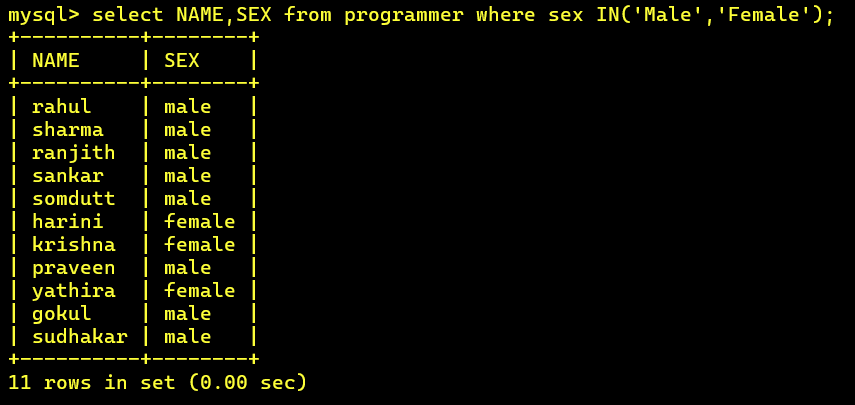 mysql> select NAME,SEX from programmer where sex IN('Male','Female');
+----------+--------+
| NAME     | SEX    |
+----------+--------+
| rahul    | male   |
| sharma   | male   |
| ranjith  | male   |
| sankar   | male   |
| somdutt  | male   |
| harini   | female |
| krishna  | female |
| praveen  | male   |
| yathira  | female |
| gokul    | male   |
| sudhakar | male   |
+----------+--------+
11 rows in set (0.00 sec)